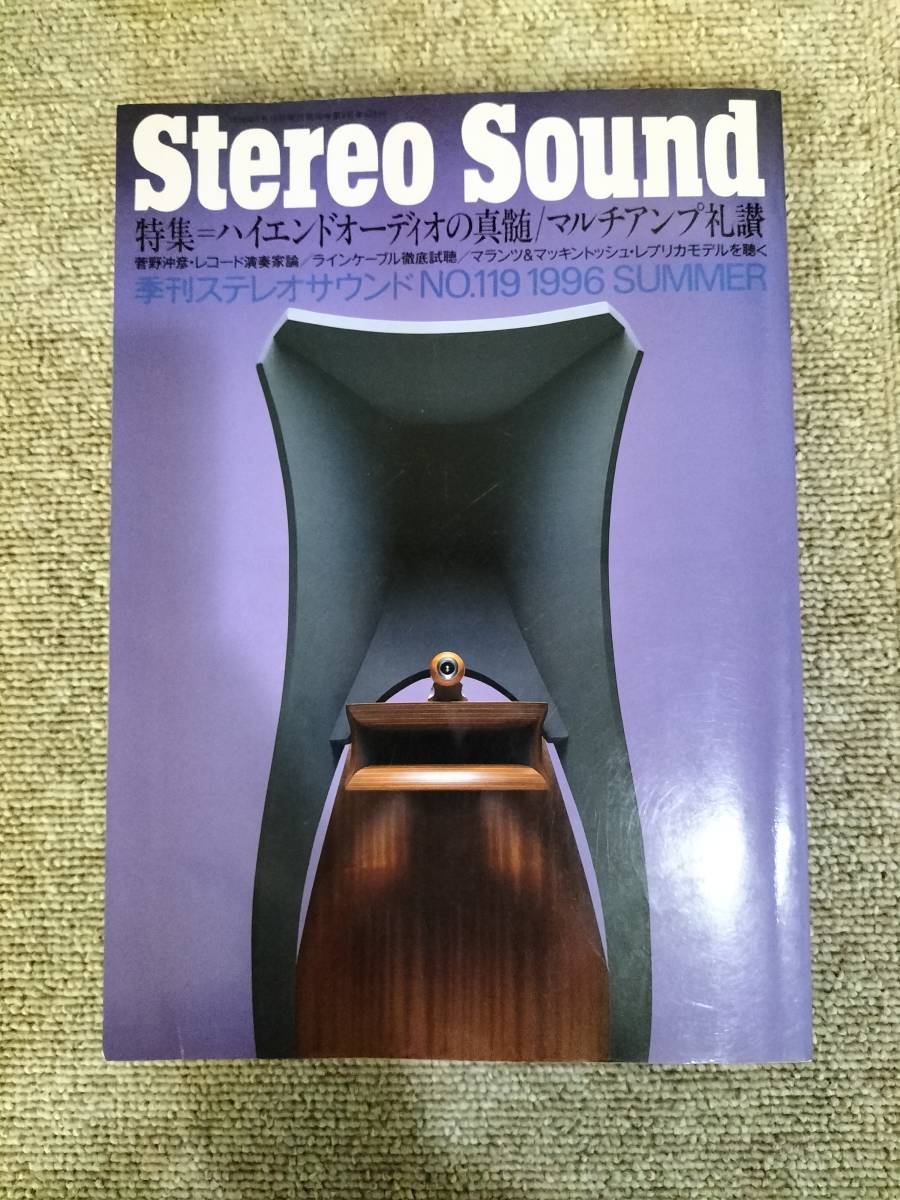 Stereo Sound
特集=ハイエンドオーディオの真髄/マルチアンプ礼讃
菅野沖彦・レコード演奏家論/ラインケーブル徹底試聴/マランツ&マッキントッシュ・レプリカモデルを聴く
季刊ステレオサウンド NO.119 1996 SUMMER